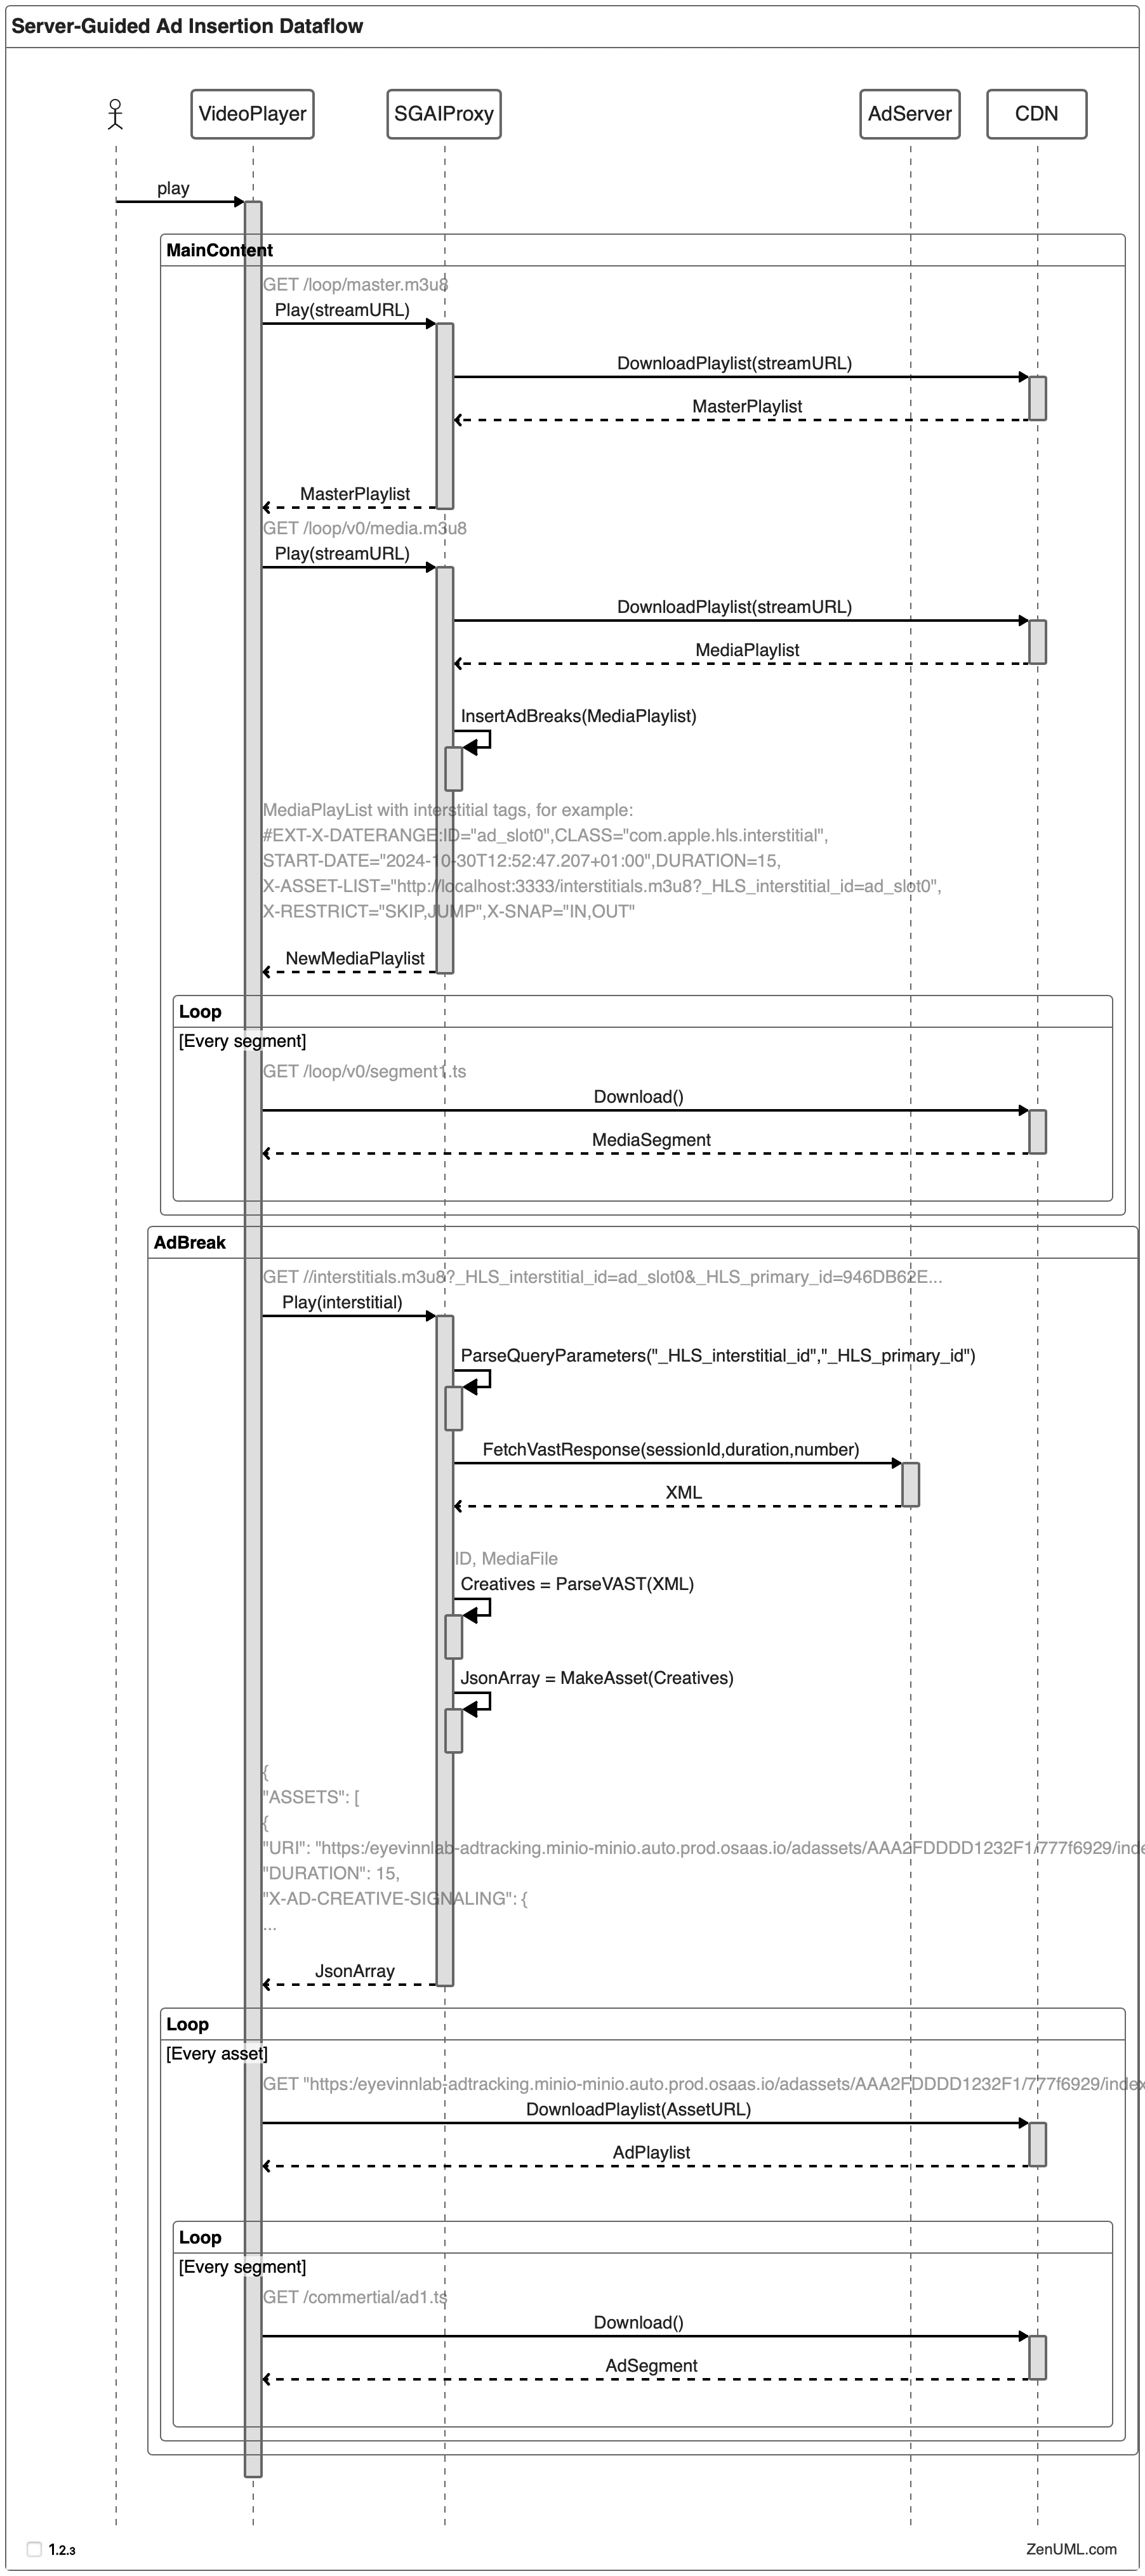 Server-Guided Ad Insertion Dataflow
VideoPlayer
SGAIProxy
AdServer
CDN
play
MainContent
GET /loop/master.m3u8
Play(streamURL)
DownloadPlaylist(streamURL)
MasterPlaylist
MasterPlaylist
GET /loop/v0/media.m3u8
Play(streamURL)
DownloadPlaylist(streamURL)
MediaPlaylist
InsertAdBreaks(MediaPlaylist)
MediaPlayList with interstitial tags, for example:
#EXT-X-DATERANGE:ID="ad_slot0",CLASS="com.apple.hls.interstitial",
START-DATE="2024-10-30T12:52:47.207+01:00",DURATION=15,
X-ASSET-LIST="http://localhost:3333/interstitials.m3u8?_HLS_interstitial_id=ad_slot0",
X-RESTRICT="SKIP,JUMP",X-SNAP="IN,OUT"
NewMediaPlaylist
Loop
[Every segment]
GET /loop/v0/segment1.ts
Download()
MediaSegment
AdBreak
GET //interstitials.m3u8?_HLS_interstitial_id=ad_slot0&_HLS_primary_id=946DB62E...
Play(interstitial)
ParseQueryParameters("_HLS_interstitial_id","_HLS_primary_id")
FetchVastResponse(sessionId,duration,number)
XML
ID, MediaFile
Creatives = ParseVAST(XML)
JsonArray = MakeAsset(Creatives)
{
"ASSETS": [
{
"URI": "https:/eyevinnlab-adtracking.minio-minio.auto.prod.osaas.io/adassets/AAA2FDDDD1232F1/777f6929/inde
"DURATION": 15,
"X-AD-CREATIVE-SIGNALING": {
...
JsonArray
Loop
[Every asset]
GET "https:/eyevinnlab-adtracking.minio-minio.auto.prod.osaas.io/adassets/AAA2FDDDD1232F1/777f6929/index
DownloadPlaylist(AssetURL)
AdPlaylist
Loop
[Every segment]
GET /commertial/ad1.ts
Download()
AdSegment
1.2.3
ZenUML.com